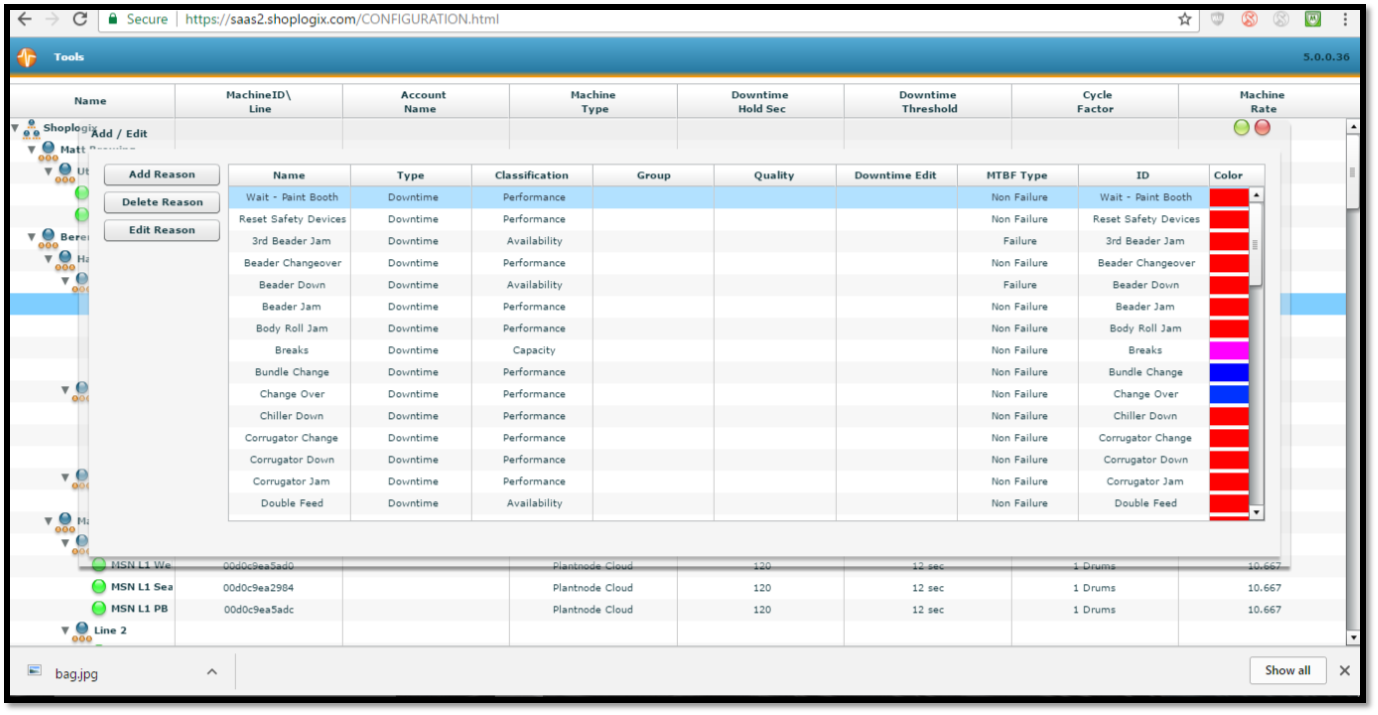 Secure https://saas2.shoplogix.com/CONFIGURATION.html
Tools 5.0.0.36
Name MachineID\ Line Account Name Machine Type Downtime Hold Sec Downtime Threshold Cycle Factor Machine Rate
Shoplogix
Add / Edit
Matt
Ut
Bere
Ha
Add Reason
Delete Reason
Edit Reason
Name Type Classification Group Quality Downtime Edit MTBF Type ID Color
Wait - Paint Booth Downtime Performance Non Failure Wait - Paint Booth
Reset Safety Devices Downtime Performance Non Failure Reset Safety Devices
3rd Beader Jam Downtime Availability Failure 3rd Beader Jam
Beader Changeover Downtime Performance Non Failure Beader Changeover
Beader Down Downtime Availability Failure Beader Down
Beader Jam Downtime Performance Non Failure Beader Jam
Body Roll Jam Downtime Performance Non Failure Body Roll Jam
Breaks Downtime Capacity Non Failure Breaks
Bundle Change Downtime Performance Non Failure Bundle Change
Change Over Downtime Performance Non Failure Change Over
Chiller Down Downtime Performance Non Failure Chiller Down
Corrugator Change Downtime Performance Non Failure Corrugator Change
Corrugator Down Downtime Performance Non Failure Corrugator Down
Corrugator Jam Downtime Performance Non Failure Corrugator Jam
Double Feed Downtime Availability Non Failure Double Feed
Ma
MSN L1 We 00d0c9ea5ad0 Plantnode Cloud 120 12 sec 1 Drums 10.667
MSN L1 Sea 00d0c9ea2984 Plantnode Cloud 120 12 sec 1 Drums 10.667
MSN L1 PB 00d0c9ea5adc Plantnode Cloud 120 12 sec 1 Drums 10.667
Line 2
bag.jpg Show all